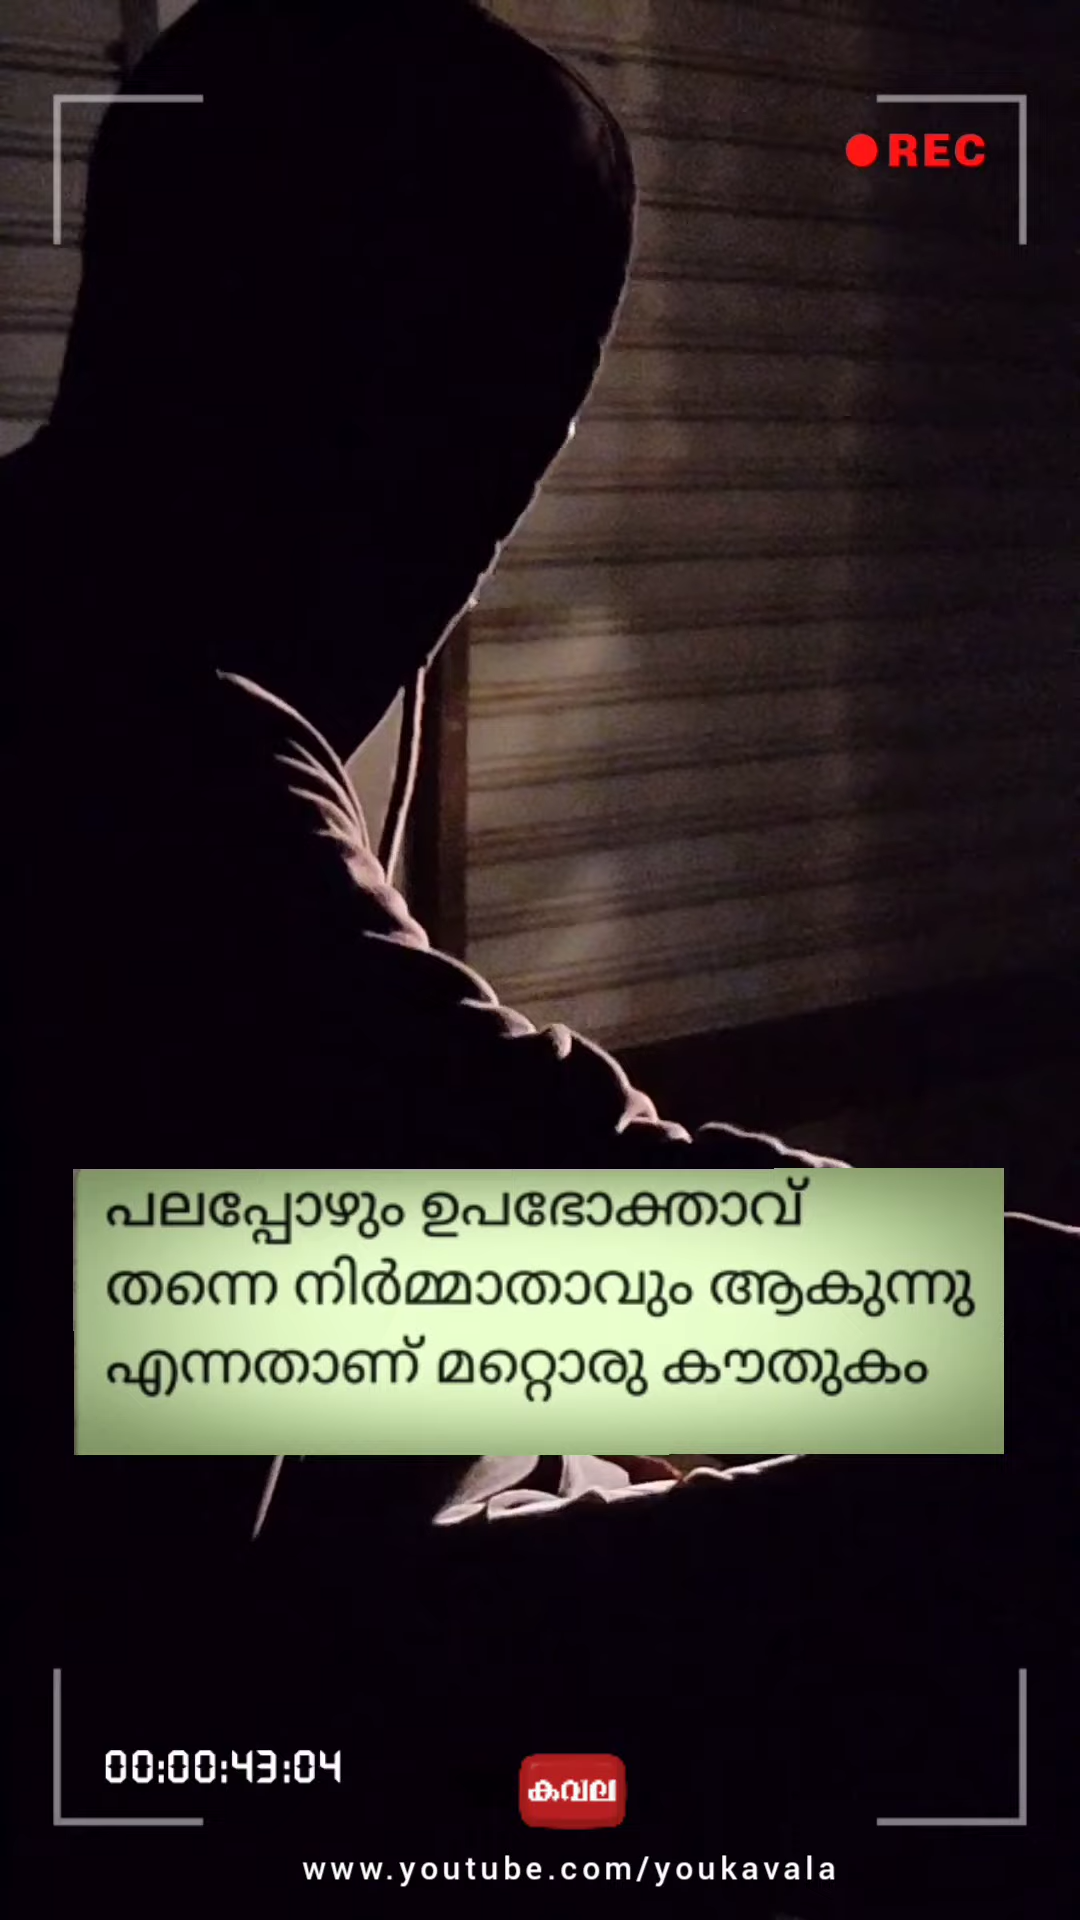 REC
പലപ്പോഴും ഉപഭോക്താവ്
തന്നെ നിർമ്മാതാവും ആകുന്നു
എന്നതാണ് മറ്റൊരു കൗതുകം
00:00:43:04
കവല
www.youtube.com/youkavala